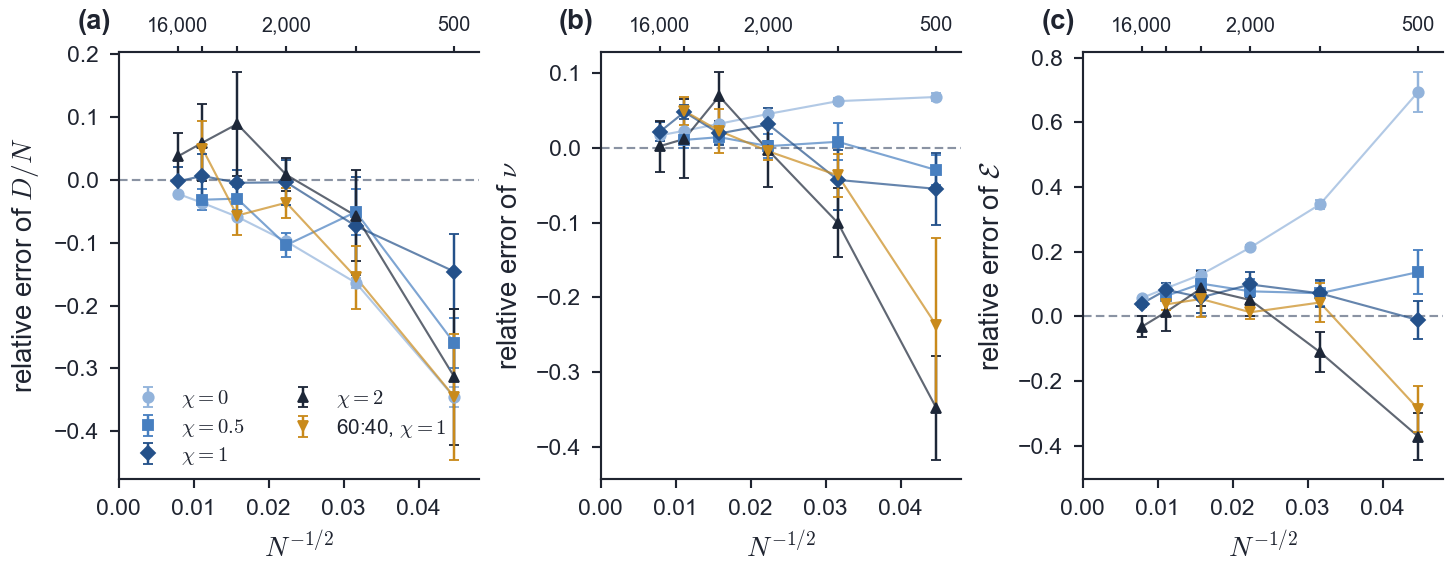 (a)
16,000 2,000 500
relative error of D/N
0.2
0.1
0.0
−0.1
−0.2
−0.3
−0.4
χ = 0
χ = 0.5
χ = 1
χ = 2
60:40, χ = 1
0.00 0.01 0.02 0.03 0.04
N^{−1/2}
(b)
16,000 2,000 500
relative error of ν
0.1
0.0
−0.1
−0.2
−0.3
−0.4
0.00 0.01 0.02 0.03 0.04
N^{−1/2}
(c)
16,000 2,000 500
relative error of ℰ
0.8
0.6
0.4
0.2
0.0
−0.2
−0.4
0.00 0.01 0.02 0.03 0.04
N^{−1/2}